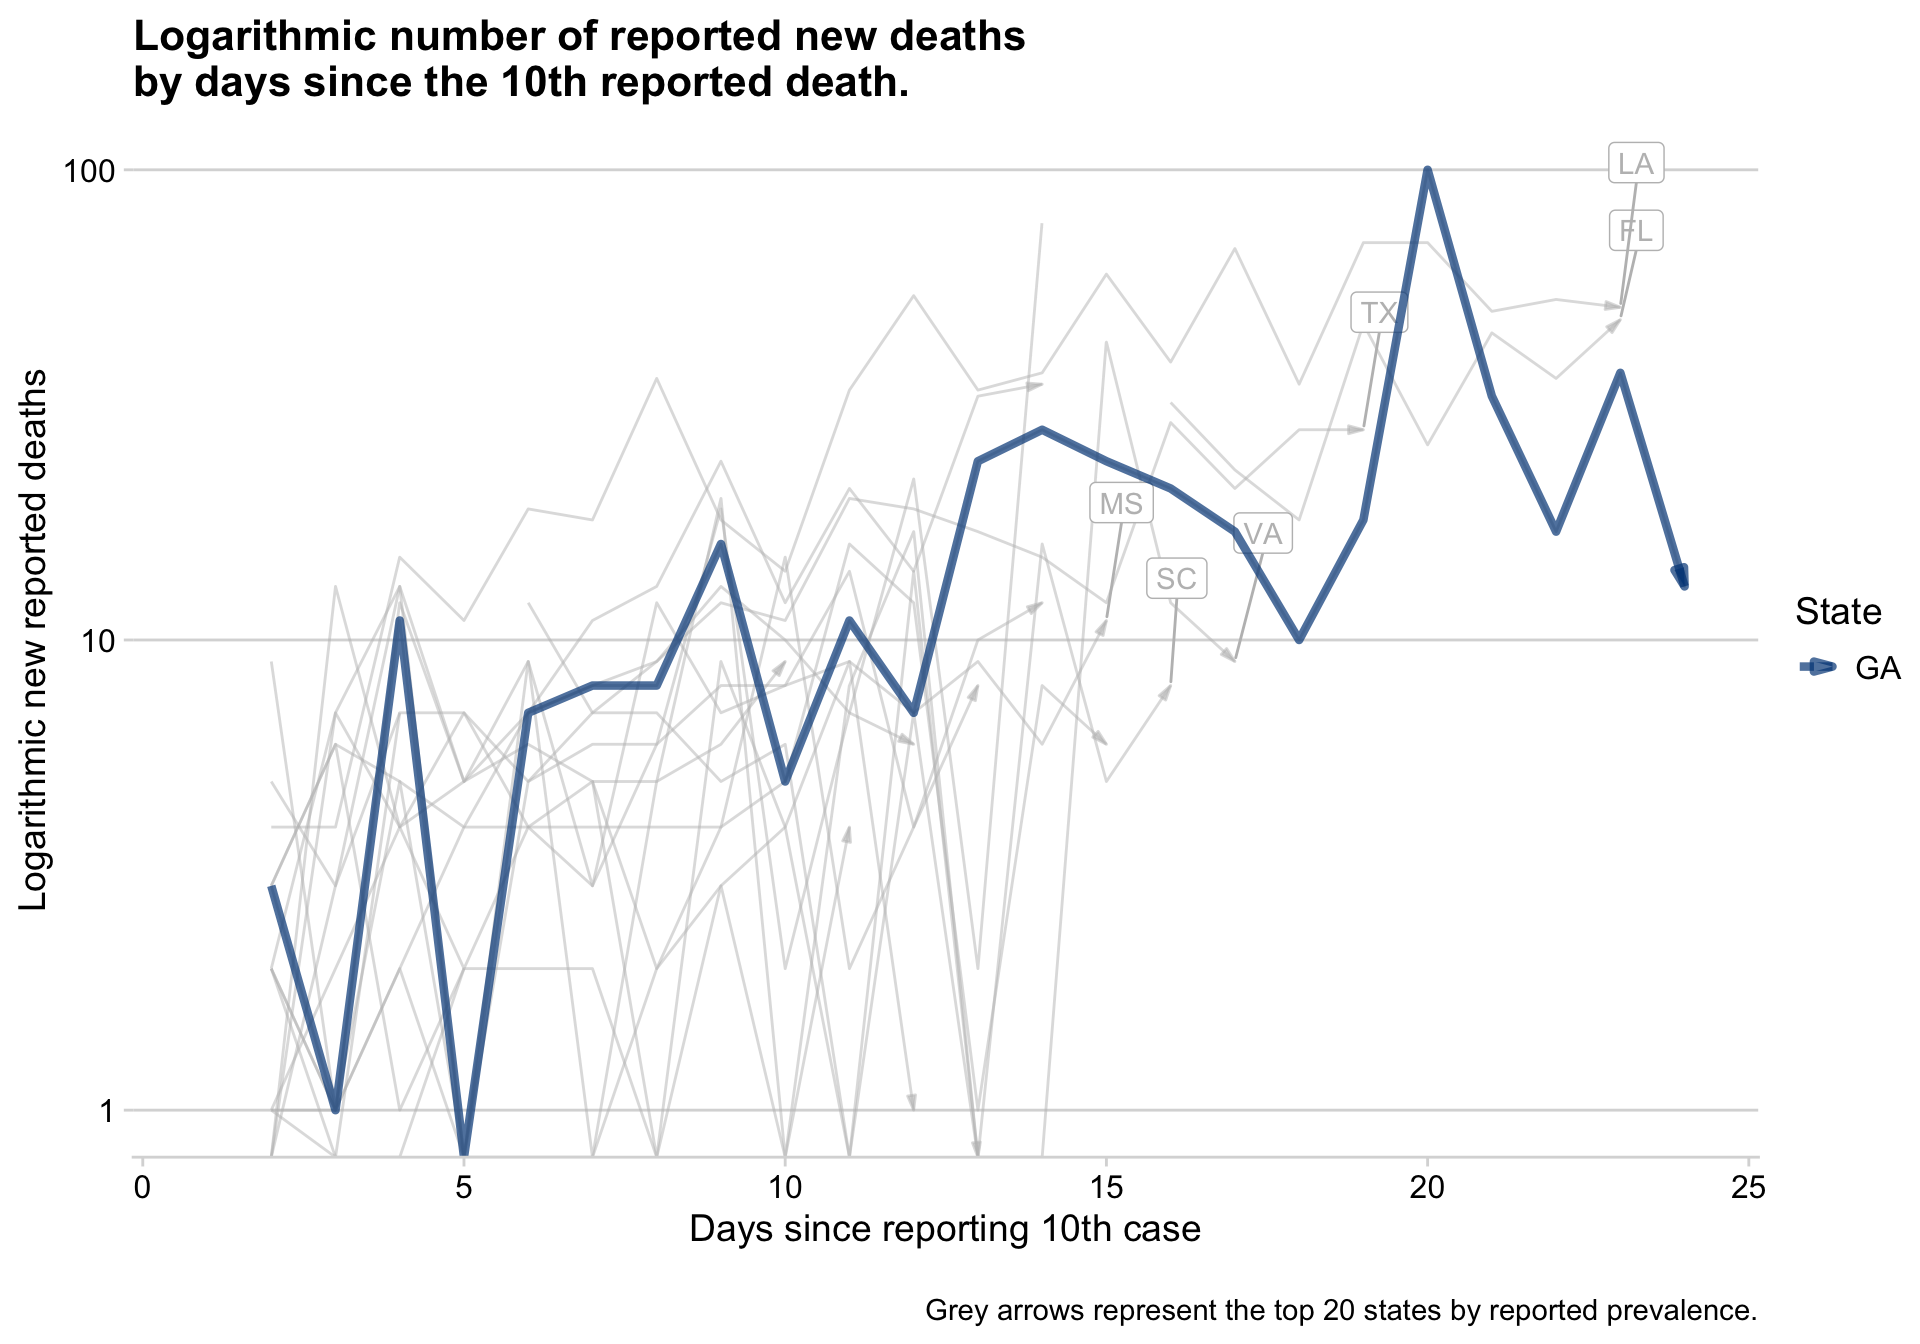 Logarithmic number of reported new deaths
by days since the 10th reported death.
100
10
1
Logarithmic new reported deaths
LA
FL
TX
MS
VA
SC
State
GA
0 5 10 15 20 25
Days since reporting 10th case
Grey arrows represent the top 20 states by reported prevalence.